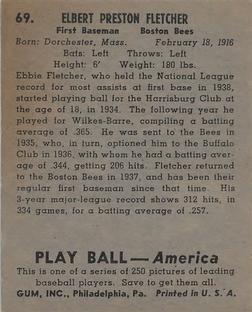 69. ELBERT PRESTON FLETCHER
First Baseman Boston Bees
Born: Dorchester, Mass. February 18, 1916
Bats: Left Throws: Left
Height: 6' Weight: 180 lbs.
Ebbie Fletcher, who held the National League
record for most assists at first base in 1938,
started playing ball for the Harrisburg Club at
the age of 18, in 1934. The following year he
played for Wilkes-Barre, compiling a batting
average of .365. He was sent to the Bees in
1935, who, in turn, optioned him to the Buffalo
Club in 1936, with whom he had a batting aver-
age of .344, getting 206 hits. Fletcher returned
to the Boston Bees in 1937, and has been their
regular first baseman since that time. His
3-year major-league record shows 312 hits, in
334 games, for a batting average of .257.
PLAY BALL—America
This is one of a series of 250 pictures of leading
baseball players. Save to get them all.
GUM, INC., Philadelphia, Pa. Printed in U. S. A.